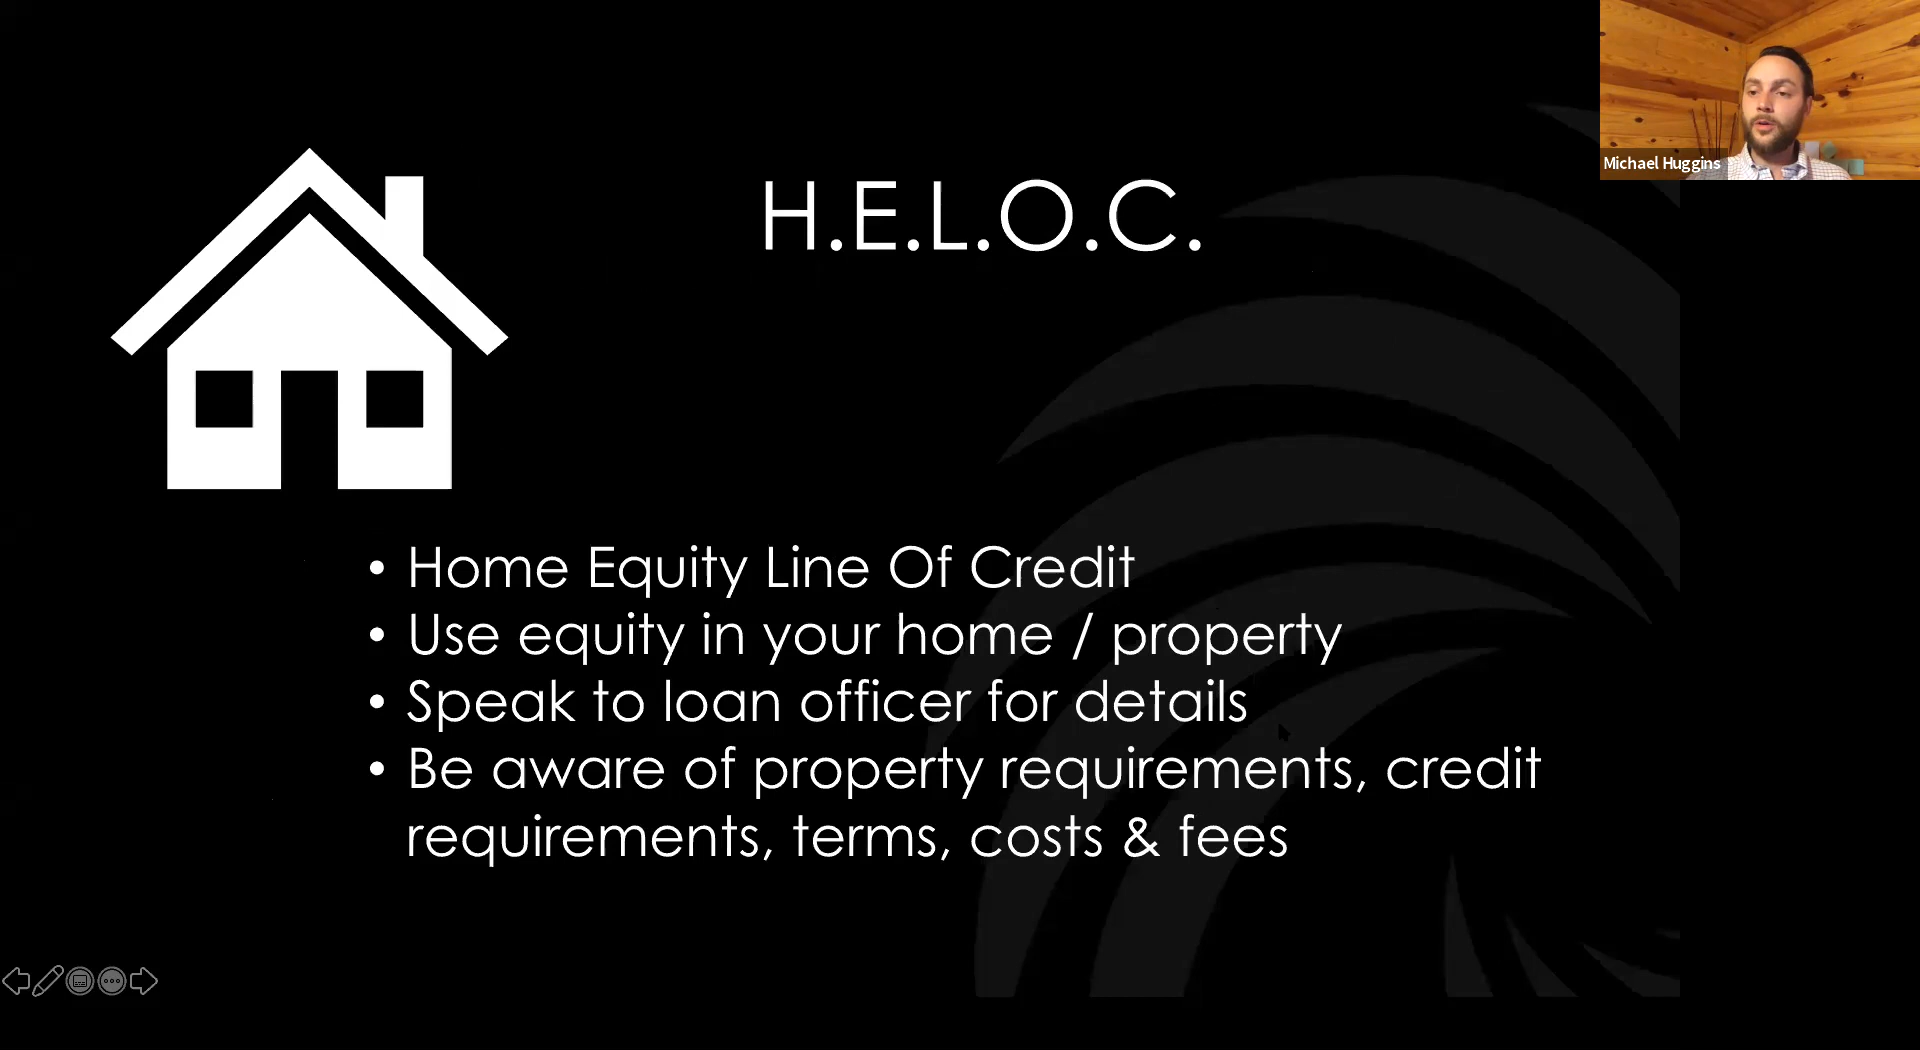 Michael Huggins
H.E.L.O.C.
• Home Equity Line Of Credit
• Use equity in your home / property
• Speak to loan officer for details
• Be aware of property requirements, credit
requirements, terms, costs & fees